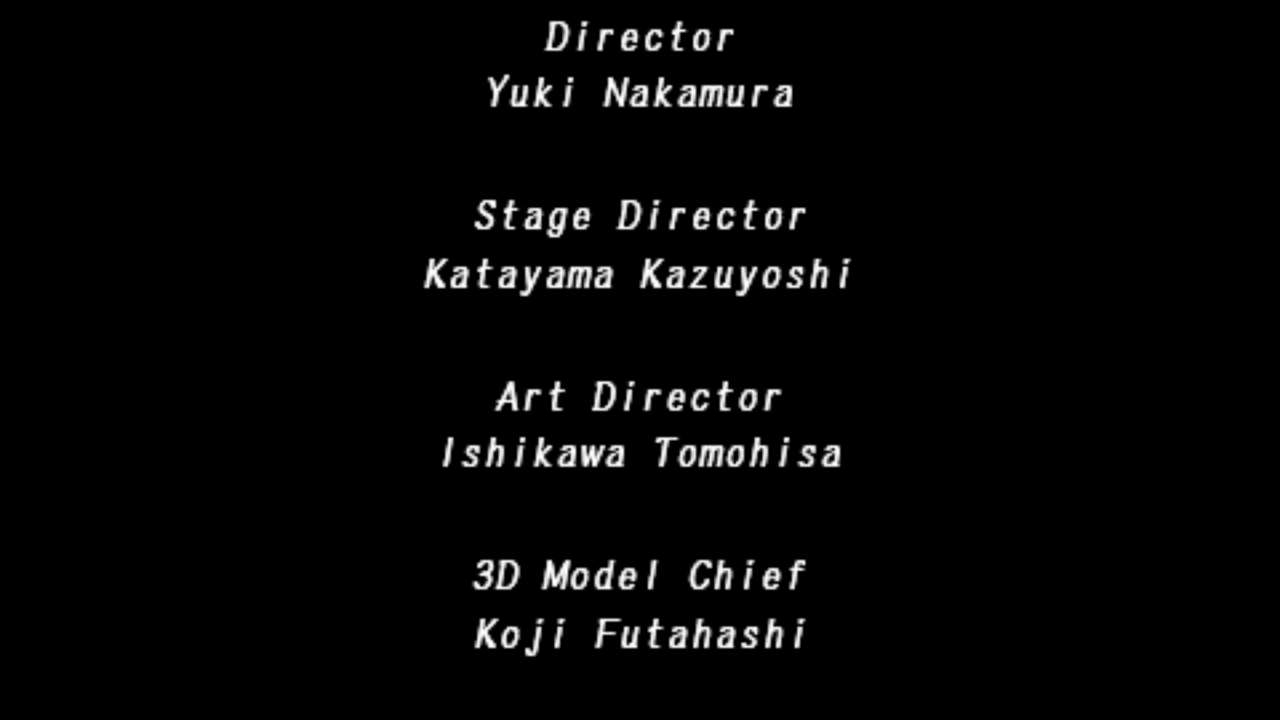 Director
Yuki Nakamura
Stage Director
Katayama Kazuyoshi
Art Director
Ishikawa Tomohisa
3D Model Chief
Koji Futahashi